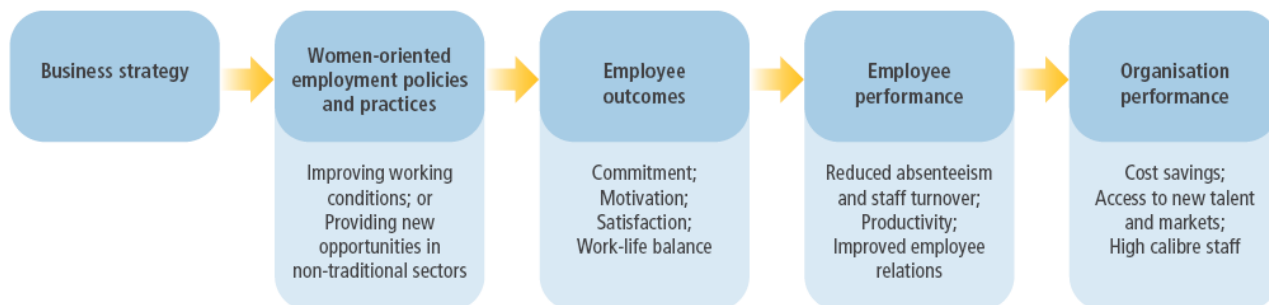 Business strategy
Women-oriented
employment policies
and practices
Improving working
conditions; or
Providing new
opportunities in
non-traditional sectors
Employee
outcomes
Commitment;
Motivation;
Satisfaction;
Work-life balance
Employee
performance
Reduced absenteeism
and staff turnover;
Productivity;
Improved employee
relations
Organisation
performance
Cost savings;
Access to new talent
and markets;
High calibre staff